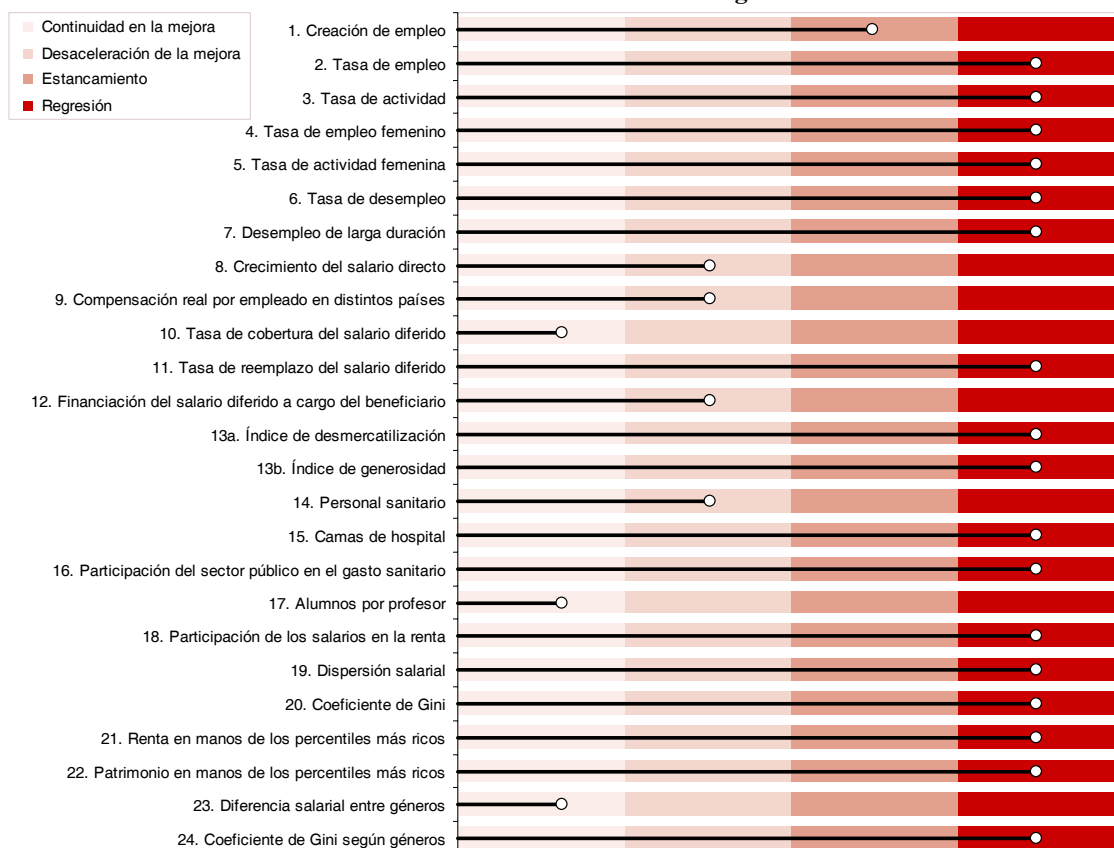 Continuidad en la mejora
Desaceleración de la mejora
Estancamiento
Regresión
1. Creación de empleo
2. Tasa de empleo
3. Tasa de actividad
4. Tasa de empleo femenino
5. Tasa de actividad femenina
6. Tasa de desempleo
7. Desempleo de larga duración
8. Crecimiento del salario directo
9. Compensación real por empleado en distintos países
10. Tasa de cobertura del salario diferido
11. Tasa de reemplazo del salario diferido
12. Financiación del salario diferido a cargo del beneficiario
13a. Índice de desmercatilización
13b. Índice de generosidad
14. Personal sanitario
15. Camas de hospital
16. Participación del sector público en el gasto sanitario
17. Alumnos por profesor
18. Participación de los salarios en la renta
19. Dispersión salarial
20. Coeficiente de Gini
21. Renta en manos de los percentiles más ricos
22. Patrimonio en manos de los percentiles más ricos
23. Diferencia salarial entre géneros
24. Coeficiente de Gini según géneros